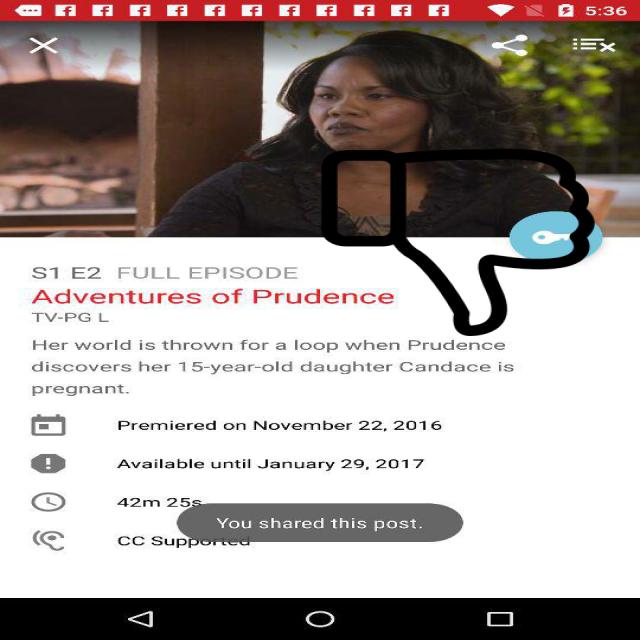 5:36
S1 E2 FULL EPISODE
Adventures of Prudence
TV-PG L
Her world is thrown for a loop when Prudence
discovers her 15-year-old daughter Candace is
pregnant.
Premiered on November 22, 2016
Available until January 29, 2017
42m 25s
You shared this post.
CC Supported